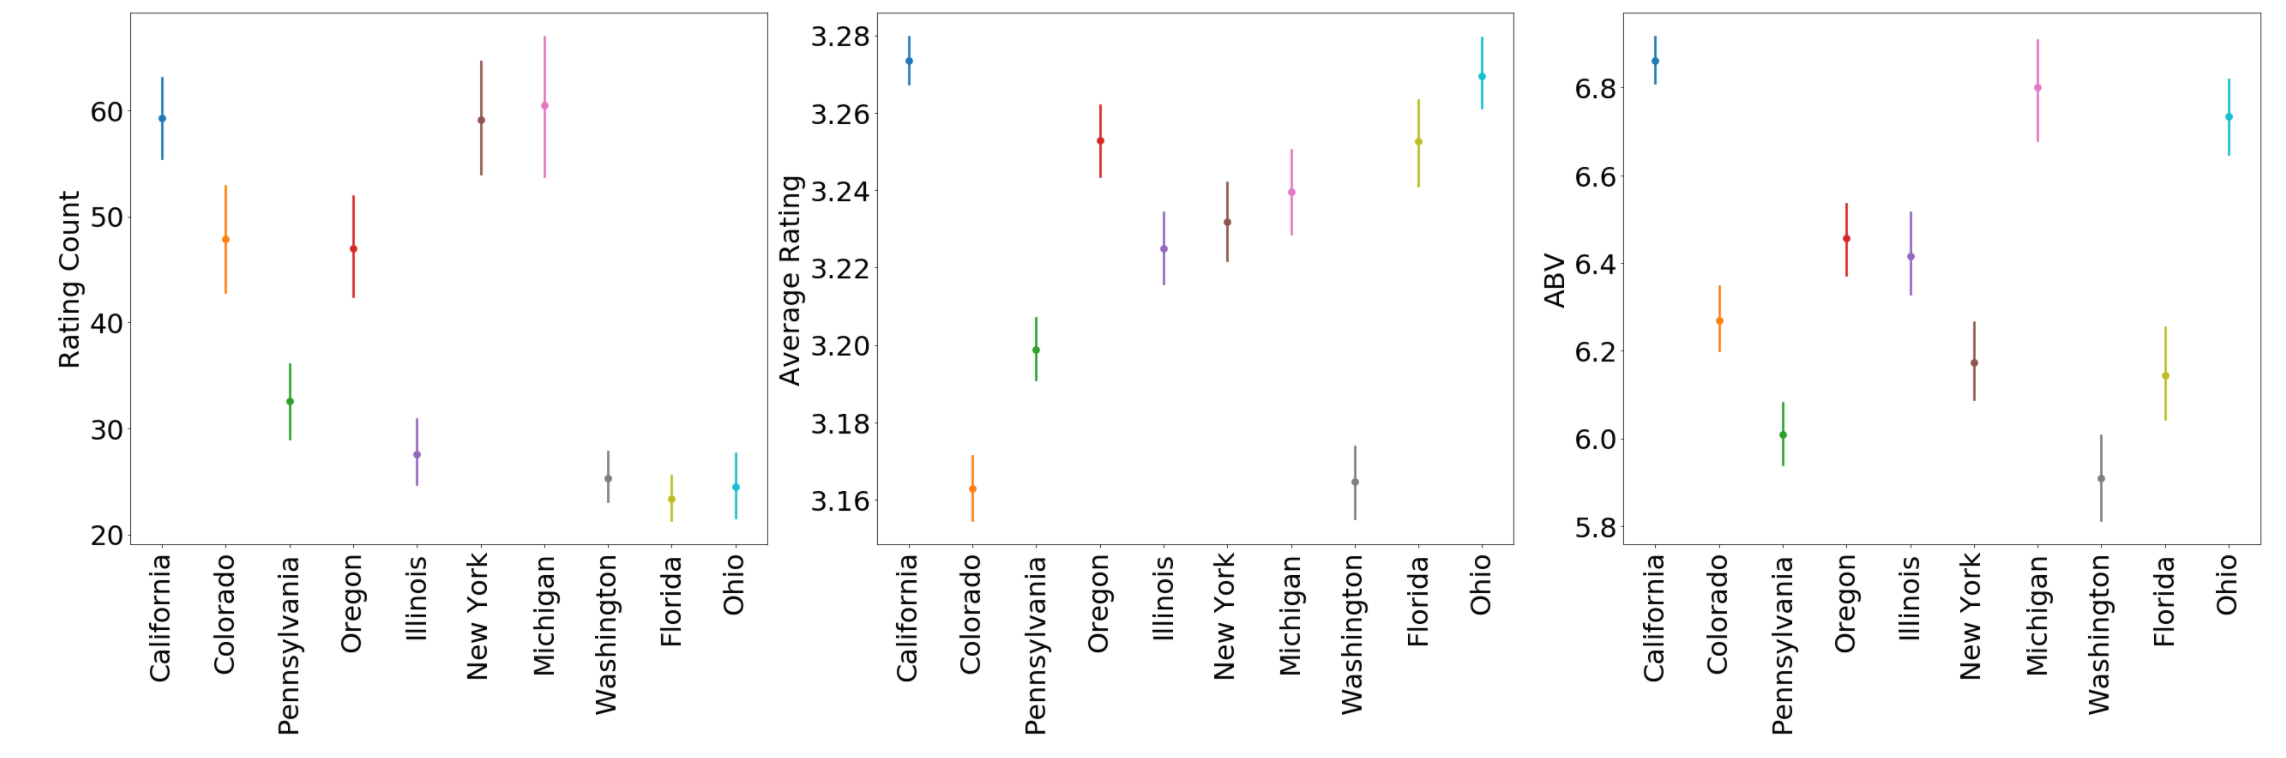 Rating Count
60
50
40
30
20
California
Colorado
Pennsylvania
Oregon
Illinois
New York
Michigan
Washington
Florida
Ohio
Average Rating
3.28
3.26
3.24
3.22
3.20
3.18
3.16
California
Colorado
Pennsylvania
Oregon
Illinois
New York
Michigan
Washington
Florida
Ohio
ABV
6.8
6.6
6.4
6.2
6.0
5.8
California
Colorado
Pennsylvania
Oregon
Illinois
New York
Michigan
Washington
Florida
Ohio